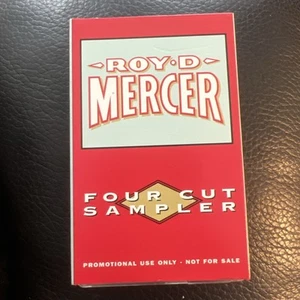 ROY·D
MERCER
FOUR CUT
SAMPLER
PROMOTIONAL USE ONLY · NOT FOR SALE